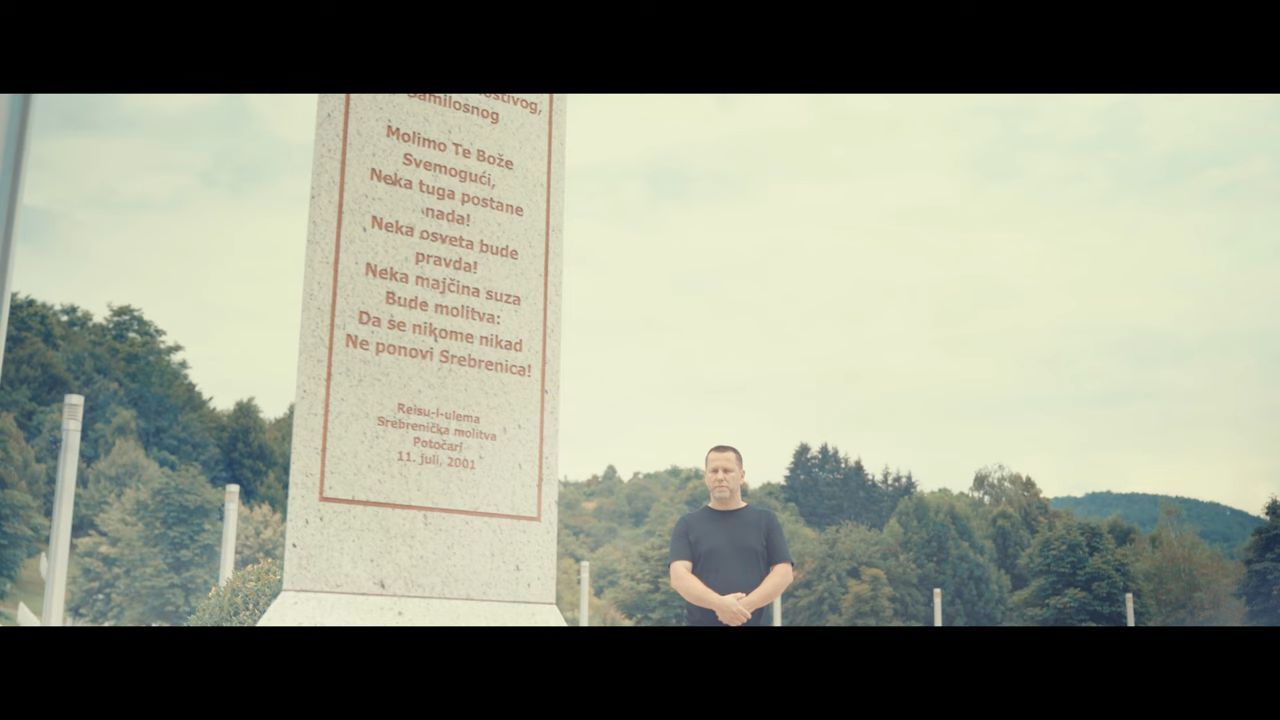 Samilosnog
Molimo Te Bože
Svemogući,
Neka tuga postane
nada!
Neka osveta bude
pravda!
Neka majčina suza
Bude molitva:
Da se nikome nikad
Ne ponovi Srebrenica!
Reisu-l-ulema
Srebrenička molitva
Potočari
11. juli, 2001